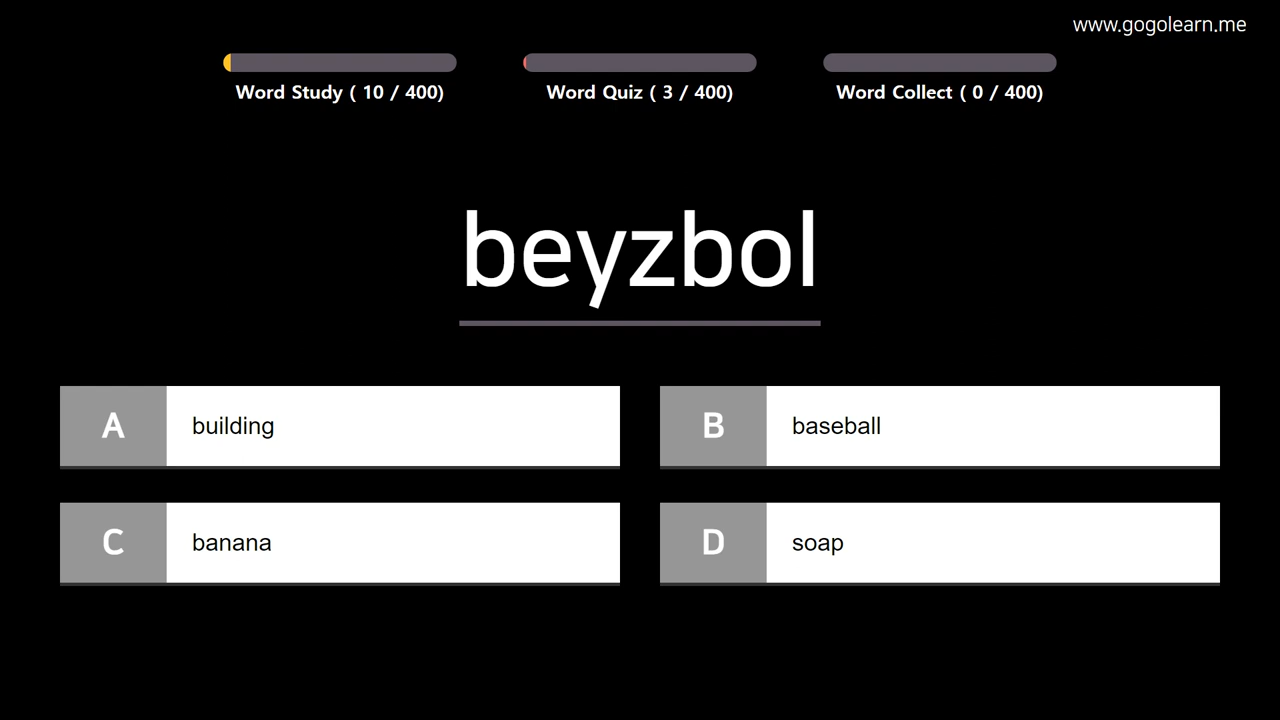 www.gogolearn.me
Word Study ( 10 / 400)
Word Quiz ( 3 / 400)
Word Collect ( 0 / 400)
beyzbol
A building
B baseball
C banana
D soap